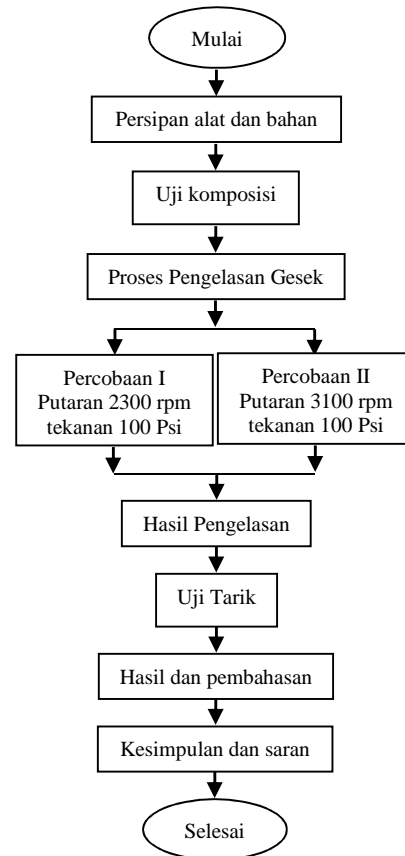 Mulai
Persipan alat dan bahan
Uji komposisi
Proses Pengelasan Gesek
Percobaan I
Putaran 2300 rpm
tekanan 100 Psi
Percobaan II
Putaran 3100 rpm
tekanan 100 Psi
Hasil Pengelasan
Uji Tarik
Hasil dan pembahasan
Kesimpulan dan saran
Selesai